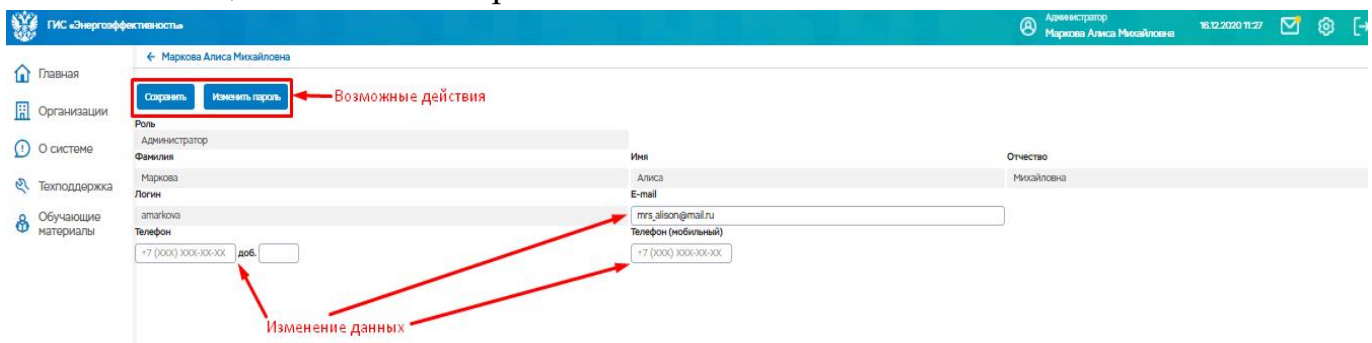 ГИС «Энергоэффективность»
Администратор
Маркова Алиса Михайловна
16.12.2020 11:27
← Маркова Алиса Михайловна
Главная
Организации
О системе
Техподдержка
Обучающие
материалы
Сохранить Изменить пароль Возможные действия
Роль
Администратор
Фамилия Имя Отчество
Маркова Алиса Михайловна
Логин E-mail
amarkova mrs_alison@mail.ru
Телефон Телефон (мобильный)
+7 (XXX) XXX-XX-XX доб. +7 (XXX) XXX-XX-XX
Изменение данных